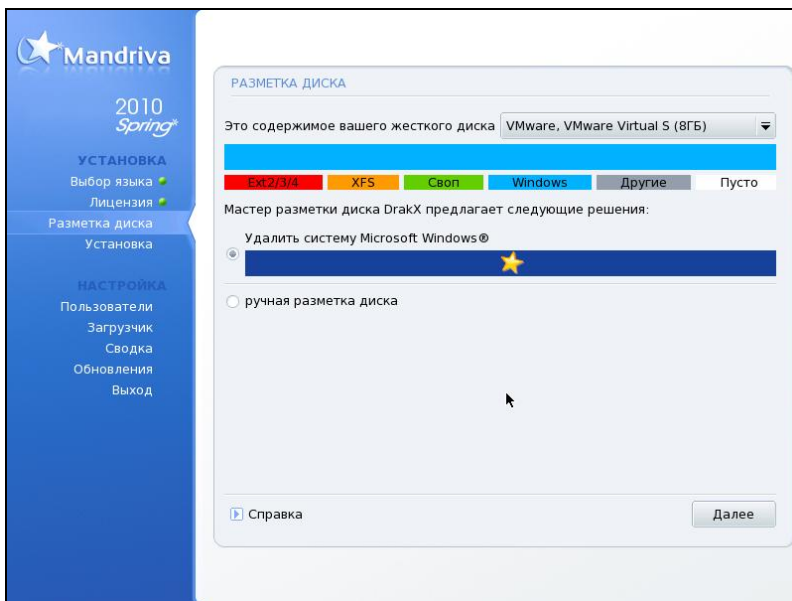 Mandriva
2010
Spring
УСТАНОВКА
Выбор языка
Лицензия
Разметка диска
Установка
НАСТРОЙКА
Пользователи
Загрузчик
Сводка
Обновления
Выход
РАЗМЕТКА ДИСКА
Это содержимое вашего жесткого диска VMware, VMware Virtual S (8ГБ)
Ext2/3/4 XFS Своп Windows Другие Пусто
Мастер разметки диска DrakX предлагает следующие решения:
Удалить систему Microsoft Windows®
ручная разметка диска
Справка
Далее